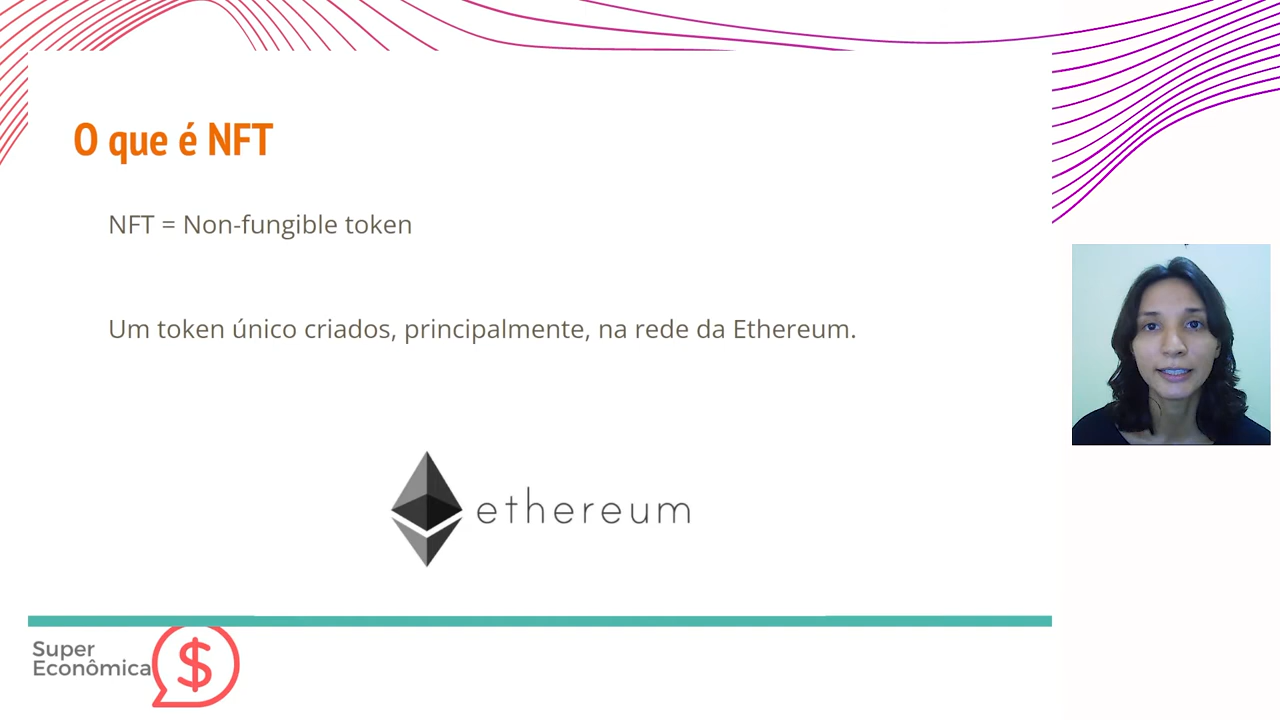 O que é NFT
NFT = Non-fungible token
Um token único criados, principalmente, na rede da Ethereum.
ethereum
Super
Econômica
$